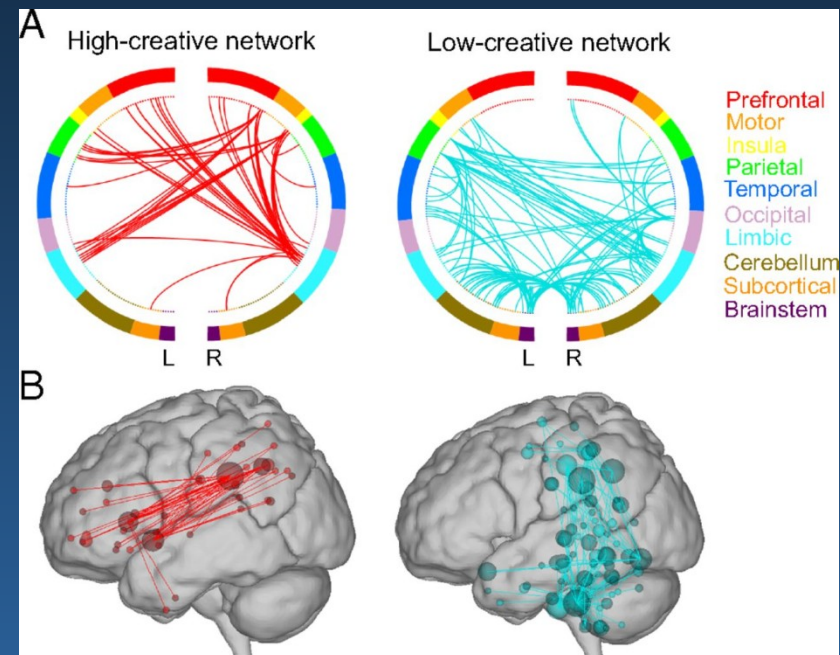 A
High-creative network
Low-creative network
Prefrontal
Motor
Insula
Parietal
Temporal
Occipital
Limbic
Cerebellum
Subcortical
Brainstem
L R
L R
B